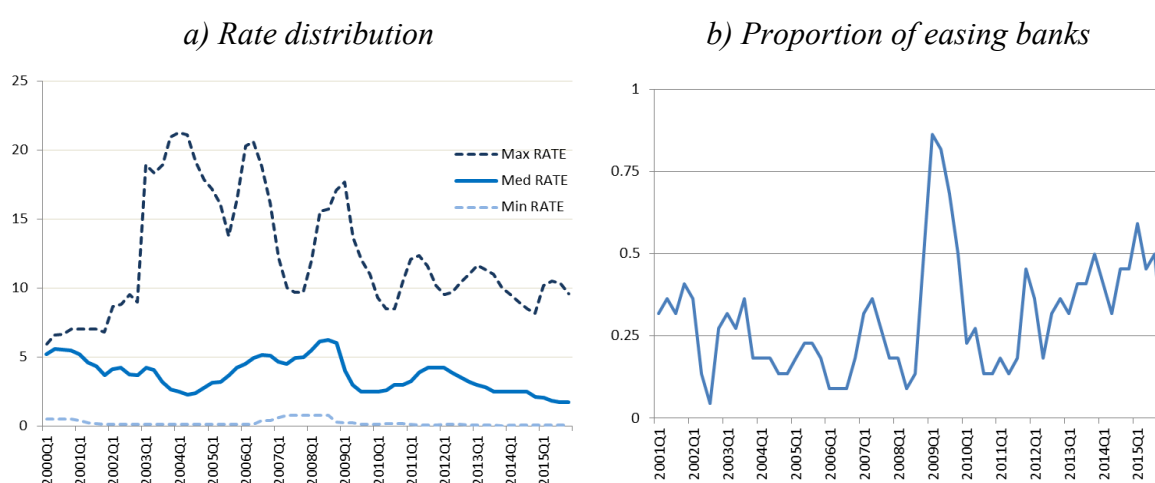 a) Rate distribution
b) Proportion of easing banks
25
20
15
10
5
0
Max RATE
Med RATE
Min RATE
2000Q1
2001Q1
2002Q1
2003Q1
2004Q1
2005Q1
2006Q1
2007Q1
2008Q1
2009Q1
2010Q1
2011Q1
2012Q1
2013Q1
2014Q1
2015Q1
1
0.75
0.5
0.25
0
2001Q1
2002Q1
2003Q1
2004Q1
2005Q1
2006Q1
2007Q1
2008Q1
2009Q1
2010Q1
2011Q1
2012Q1
2013Q1
2014Q1
2015Q1